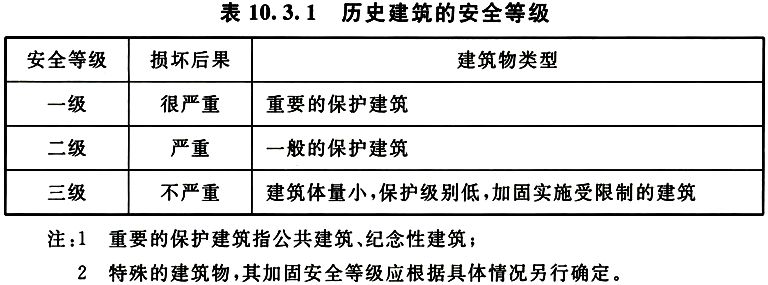 表 10.3.1 历史建筑的安全等级
安全等级 损坏后果 建筑物类型
一级 很严重 重要的保护建筑
二级 严重 一般的保护建筑
三级 不严重 建筑体量小,保护级别低,加固实施受限制的建筑
注:1 重要的保护建筑指公共建筑、纪念性建筑;
2 特殊的建筑物,其加固安全等级应根据具体情况另行确定。